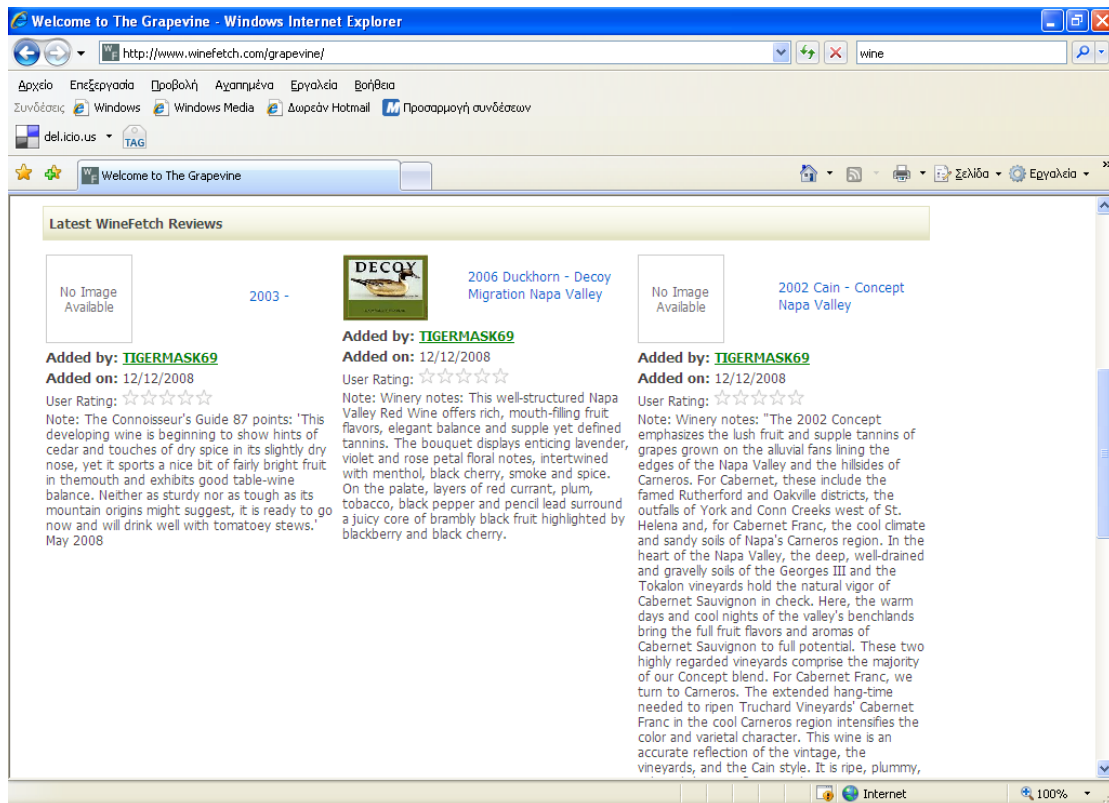 Welcome to The Grapevine - Windows Internet Explorer
http://www.winefetch.com/grapevine/
wine
Αρχείο Επεξεργασία Προβολή Αγαπημένα Εργαλεία Βοήθεια
Συνδέσεις Windows Windows Media Δωρεάν Hotmail Προσαρμογή συνδέσεων
del.icio.us TAG
Welcome to The Grapevine
Σελίδα Εργαλεία »
Latest WineFetch Reviews
No Image
Available
2003 -
Added by: TIGERMASK69
Added on: 12/12/2008
User Rating:
Note: The Connoisseur's Guide 87 points: 'This
developing wine is beginning to show hints of
cedar and touches of dry spice in its slightly dry
nose, yet it sports a nice bit of fairly bright fruit
in themouth and exhibits good table-wine
balance. Neither as sturdy nor as tough as its
mountain origins might suggest, it is ready to go
now and will drink well with tomatoey stews.'
May 2008
DECOY
2006 Duckhorn - Decoy
Migration Napa Valley
Added by: TIGERMASK69
Added on: 12/12/2008
User Rating:
Note: Winery notes: This well-structured Napa
Valley Red Wine offers rich, mouth-filling fruit
flavors, elegant balance and supple yet defined
tannins. The bouquet displays enticing lavender,
violet and rose petal floral notes, intertwined
with menthol, black cherry, smoke and spice.
On the palate, layers of red currant, plum,
tobacco, black pepper and pencil lead surround
a juicy core of brambly black fruit highlighted by
blackberry and black cherry.
No Image
Available
2002 Cain - Concept
Napa Valley
Added by: TIGERMASK69
Added on: 12/12/2008
User Rating:
Note: Winery notes: "The 2002 Concept
emphasizes the lush fruit and supple tannins of
grapes grown on the alluvial fans lining the
edges of the Napa Valley and the hillsides of
Carneros. For Cabernet, these include the
famed Rutherford and Oakville districts, the
outfalls of York and Conn Creeks west of St.
Helena and, for Cabernet Franc, the cool climate
and sandy soils of Napa's Carneros region. In the
heart of the Napa Valley, the deep, well-drained
and gravelly soils of the Georges III and the
Tokalon vineyards hold the natural vigor of
Cabernet Sauvignon in check. Here, the warm
days and cool nights of the valley's benchlands
bring the full fruit flavors and aromas of
Cabernet Sauvignon to full potential. These two
highly regarded vineyards comprise the majority
of our Concept blend. For Cabernet Franc, we
turn to Carneros. The extended hang-time
needed to ripen Truchard Vineyards' Cabernet
Franc in the cool Carneros region intensifies the
color and varietal character. This wine is an
accurate reflection of the vintage, the
vineyards, and the Cain style. It is ripe, plummy,
Internet
100%